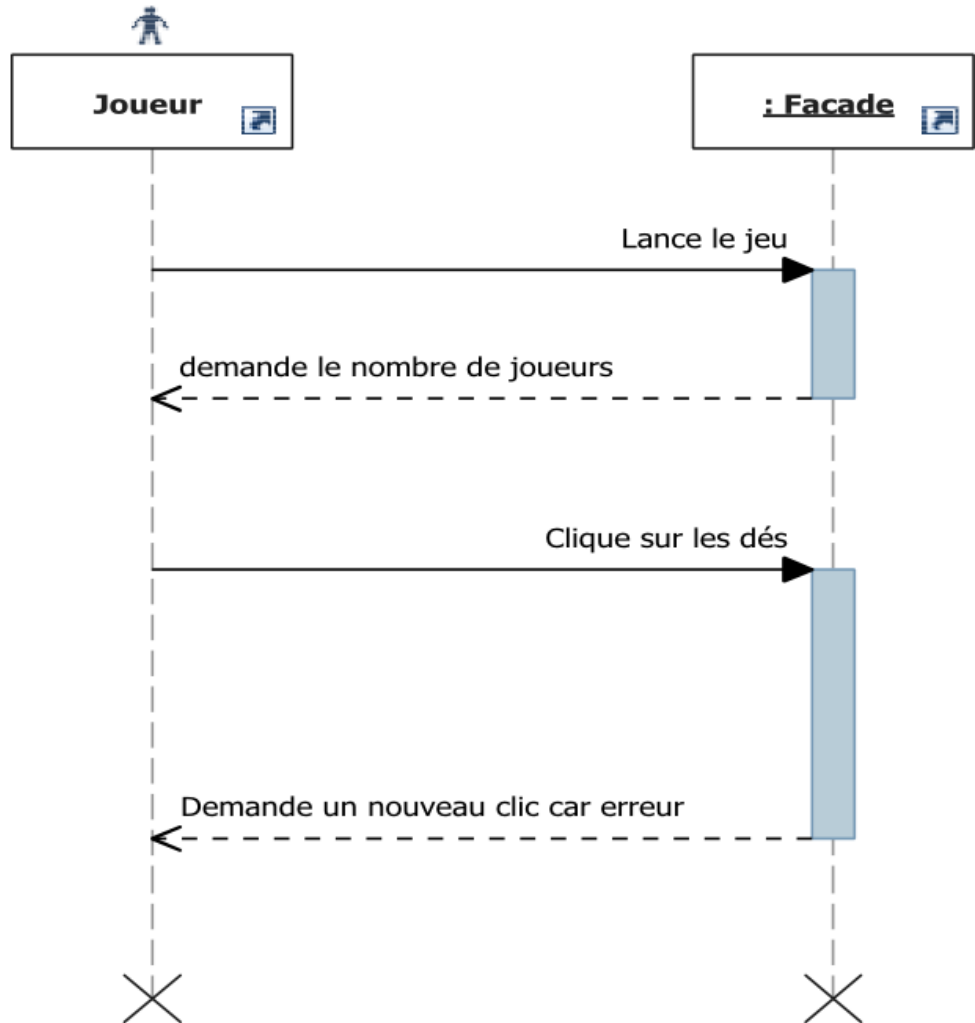 Joueur
: Facade
Lance le jeu
demande le nombre de joueurs
Clique sur les dés
Demande un nouveau clic car erreur